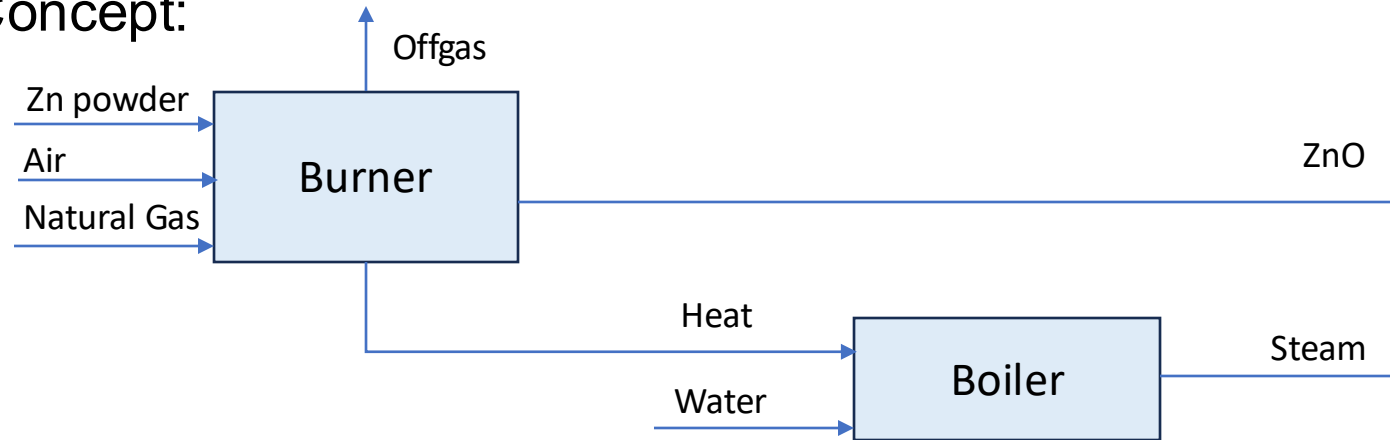 Concept:
Offgas
Zn powder
Air
Natural Gas
Burner
ZnO
Heat
Water
Boiler
Steam